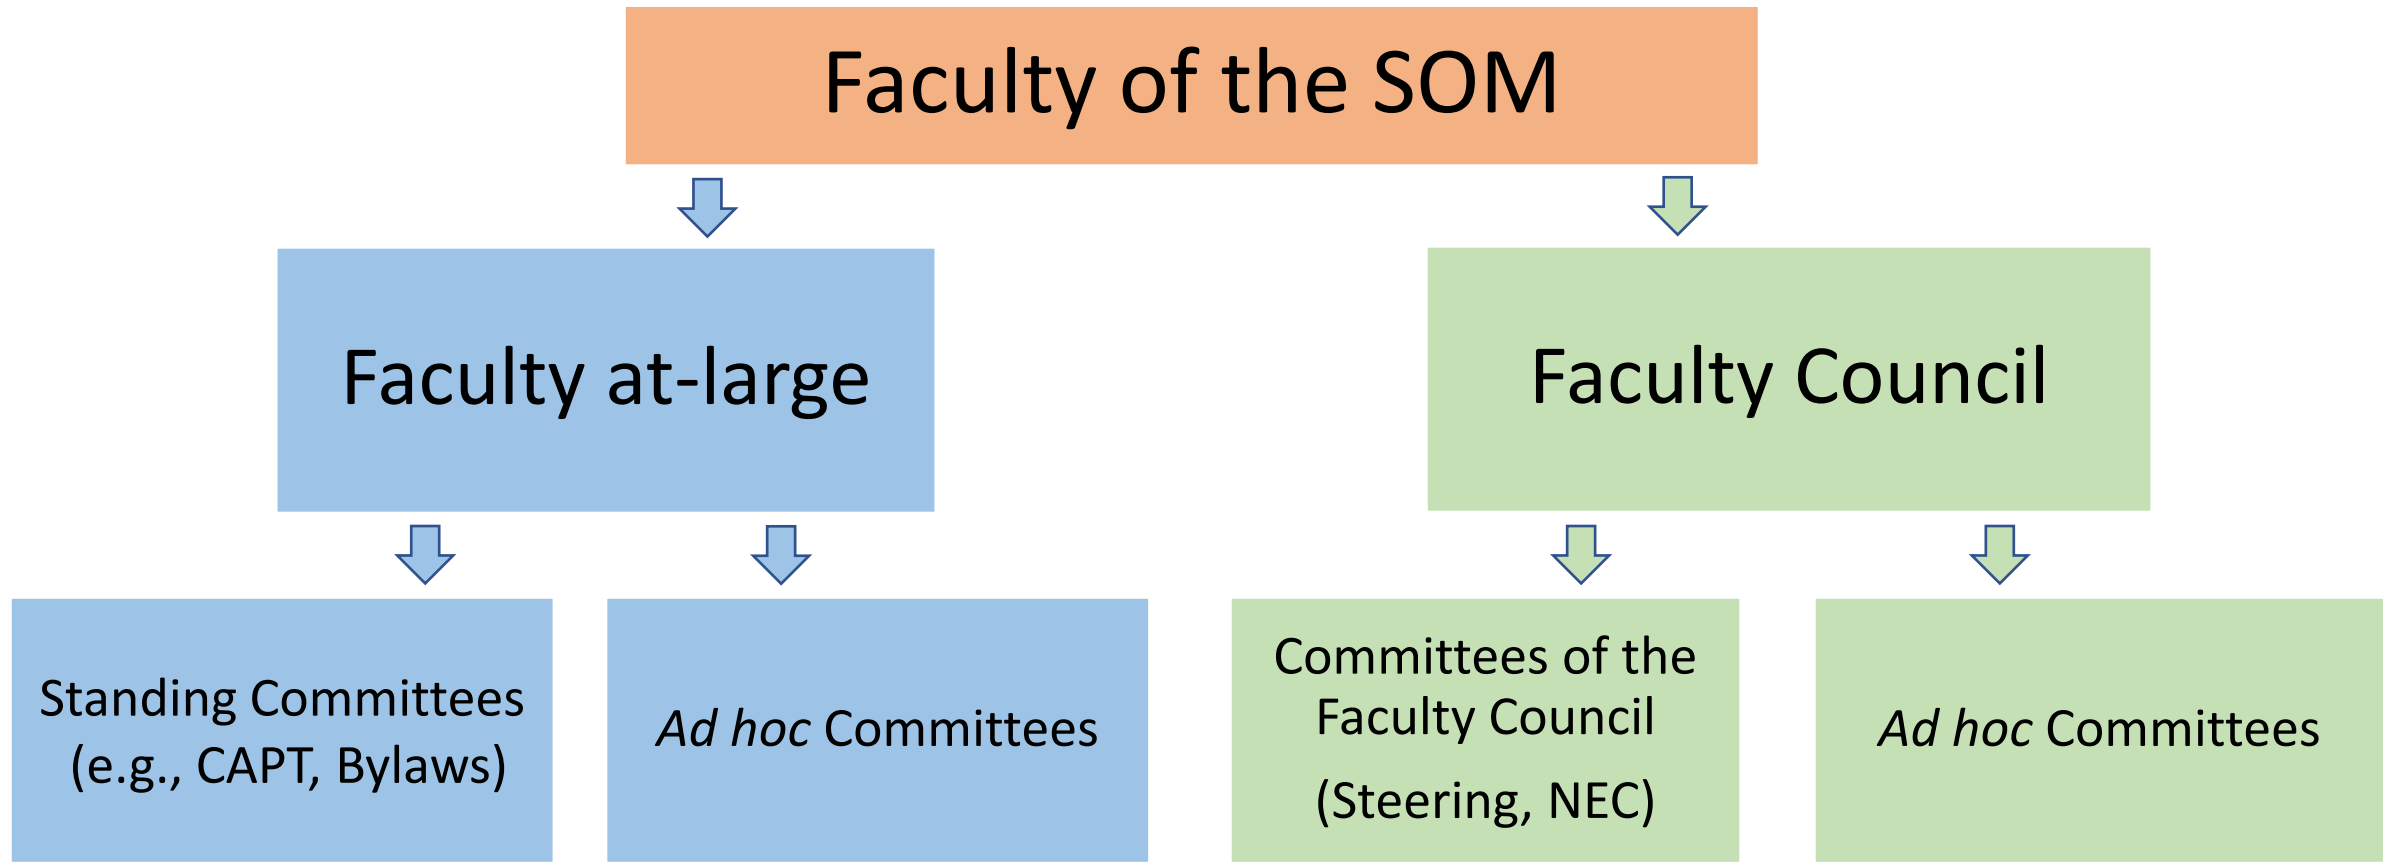 Faculty of the SOM
Faculty at-large
Faculty Council
Standing Committees
(e.g., CAPT, Bylaws)
Ad hoc Committees
Committees of the
Faculty Council
(Steering, NEC)
Ad hoc Committees